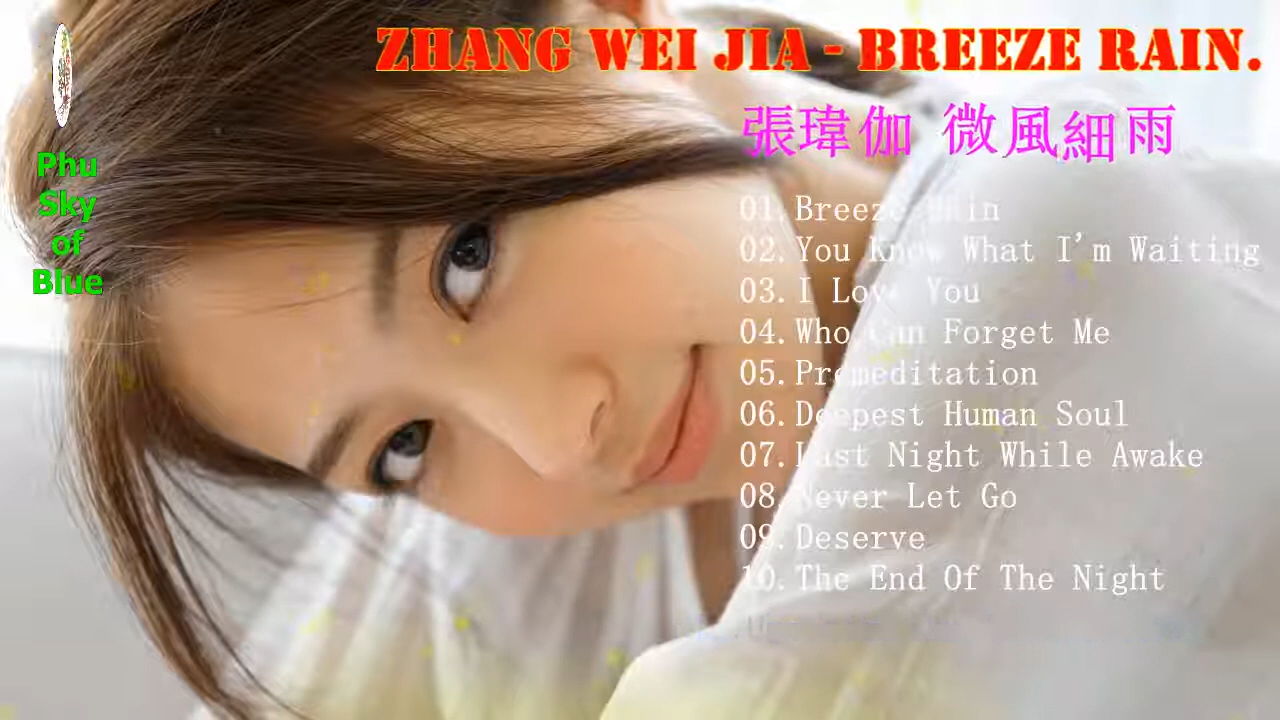 ZHANG WEI JIA - BREEZE RAIN.
張瑋伽 微風細雨
Phu
Sky
of
Blue
01.Breeze Rain
02.You Know What I'm Waiting
03.I Love You
04.Who Can Forget Me
05.Premeditation
06.Deepest Human Soul
07.Last Night While Awake
08.Never Let Go
09.Deserve
10.The End Of The Night